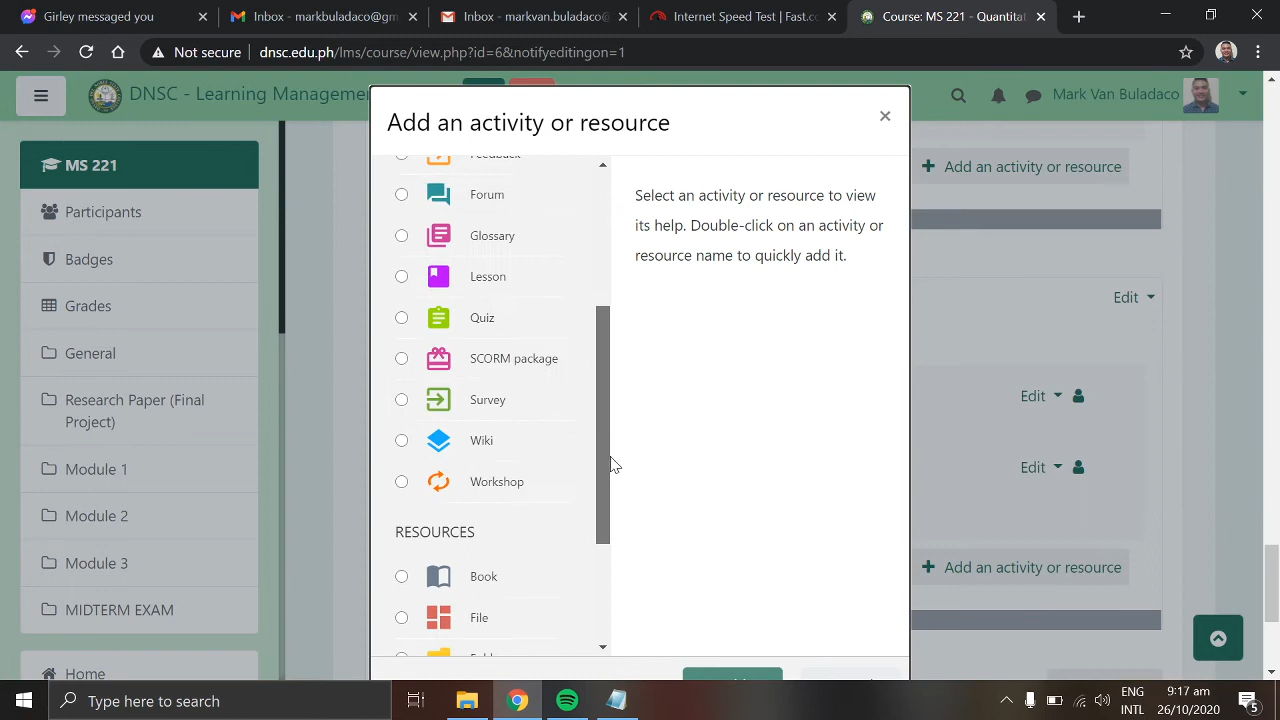 Gerley messaged you
Inbox - markbuladaco@gm
Inbox - markvan.buladaco@
Internet Speed Test | Fast.co
Course: MS 221 - Quantitat
Not secure
dnsc.edu.ph/lms/course/view.php?id=6&notifyeditingon=1
DNSC - Learning Manageme
Mark Van Buladaco
MS 221
Participants
Badges
Grades
General
Research Paper (Final
Project)
Module 1
Module 2
Module 3
MIDTERM EXAM
Home
Add an activity or resource
Feedback
Forum
Glossary
Lesson
Quiz
SCORM package
Survey
Wiki
Workshop
RESOURCES
Book
File
Select an activity or resource to view
its help. Double-click on an activity or
resource name to quickly add it.
Add an activity or resource
Edit
Edit
Edit
Add an activity or resource
Type here to search
ENG
INTL
9:17 am
26/10/2020
5